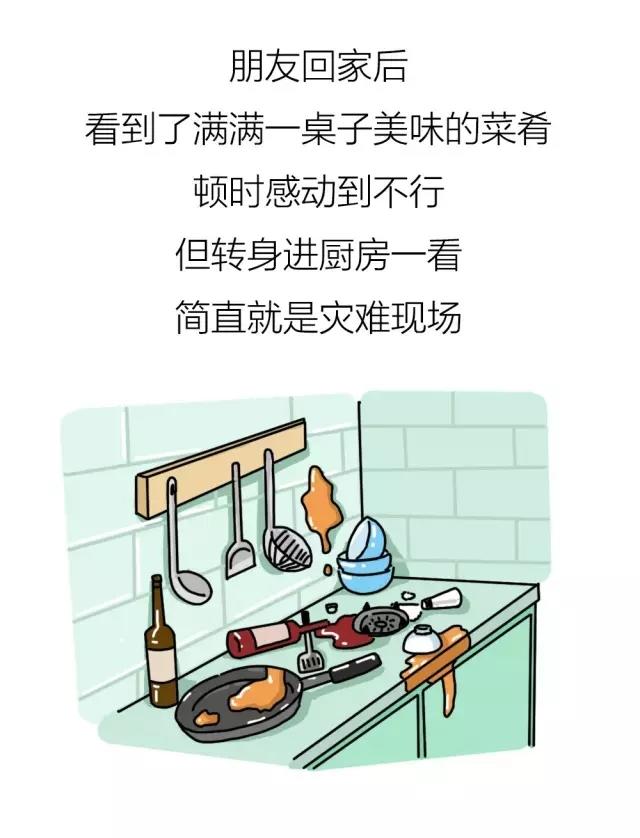 朋友回家后
看到了满满一桌子美味的菜肴
顿时感动到不行
但转身进厨房一看
简直就是灾难现场